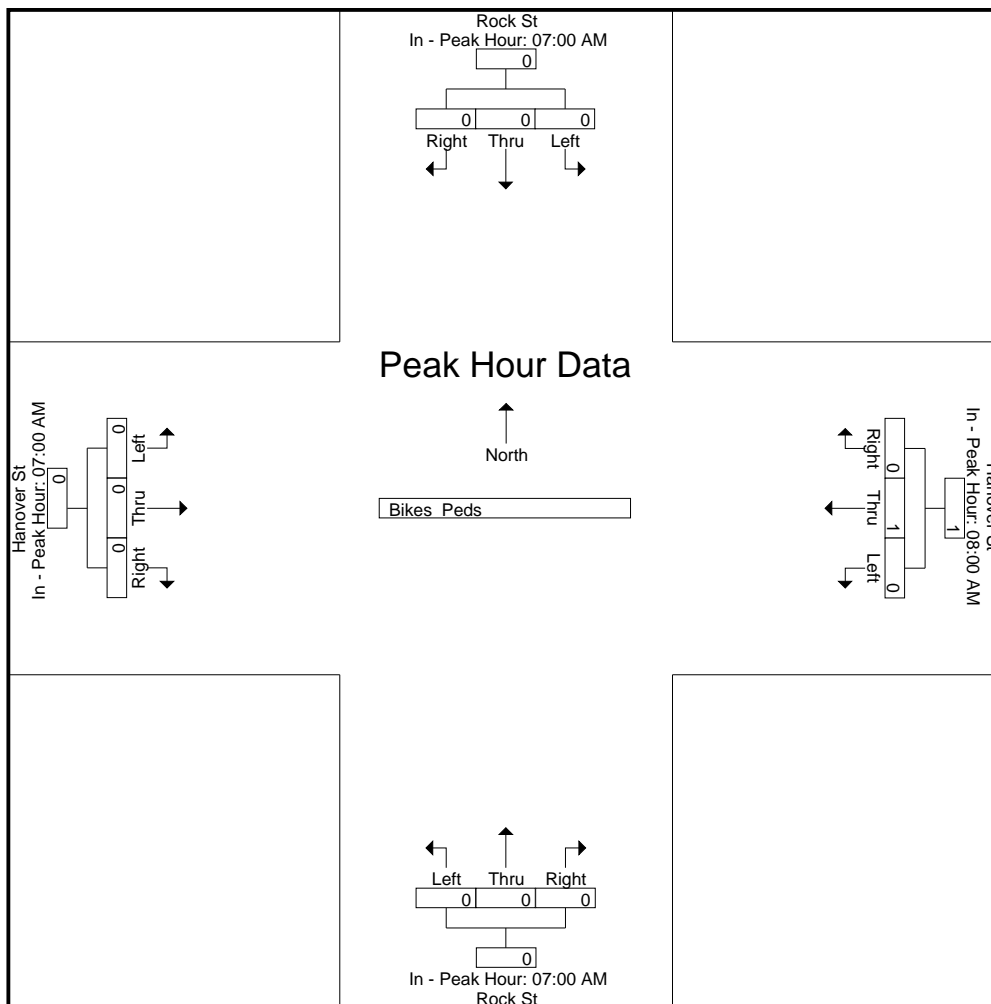 Rock St
In - Peak Hour: 07:00 AM
0
0 0 0
Right Thru Left
Peak Hour Data
North
Bikes Peds
Hanover St
In - Peak Hour: 07:00 AM
0
0 0 0
Left Thru Right
Hanover St
In - Peak Hour: 08:00 AM
1
0 1 0
Right Thru Left
Left Thru Right
0 0 0
0
In - Peak Hour: 07:00 AM
Rock St